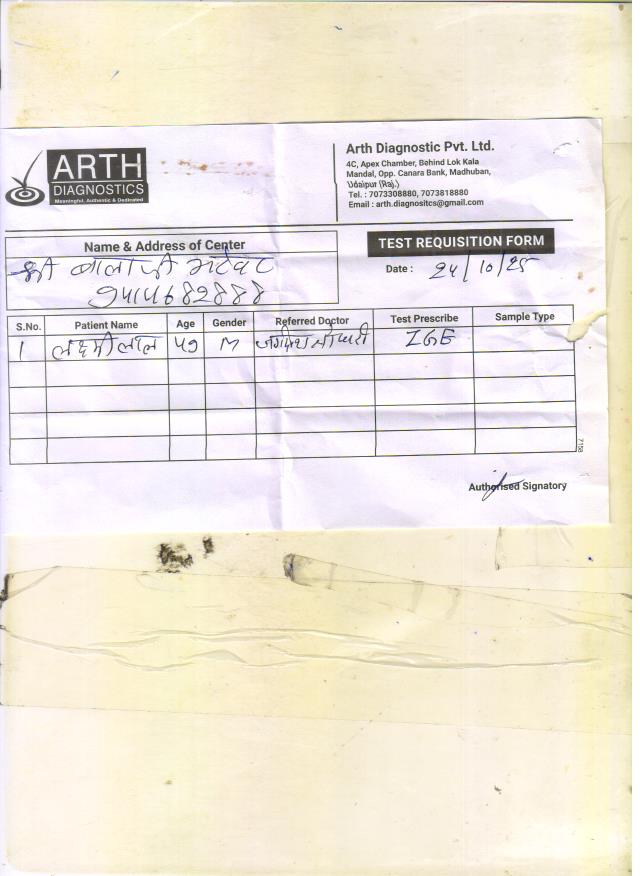 ARTH
DIAGNOSTICS
Meaningful, Authentic & Dedicated
Arth Diagnostic Pvt. Ltd.
4C, Apex Chamber, Behind Lok Kala
Mandal, Opp. Canara Bank, Madhuban,
Udaipur (Raj.)
Tel. : 7073308880, 7073818880
Email : arth.diagnositcs@gmail.com
Name & Address of Center
श्री बालाजी
9414682888
TEST REQUISITION FORM
Date : 24/10/25
S.No. Patient Name Age Gender Referred Doctor Test Prescribe Sample Type
1 लक्ष्मीलाल 59 M IGE
7158
Authorised Signatory